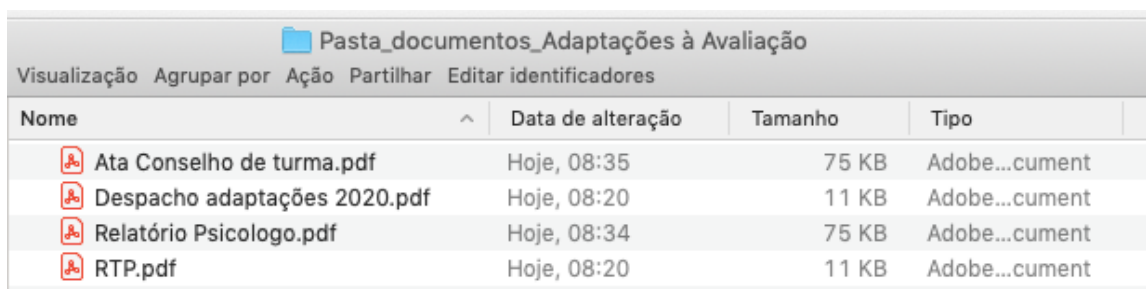 Pasta_documentos_Adaptações à Avaliação
Visualização Agrupar por Ação Partilhar Editar identificadores
Nome Data de alteração Tamanho Tipo
Ata Conselho de turma.pdf Hoje, 08:35 75 KB Adobe...cument
Despacho adaptações 2020.pdf Hoje, 08:20 11 KB Adobe...cument
Relatório Psicologo.pdf Hoje, 08:34 75 KB Adobe...cument
RTP.pdf Hoje, 08:20 11 KB Adobe...cument